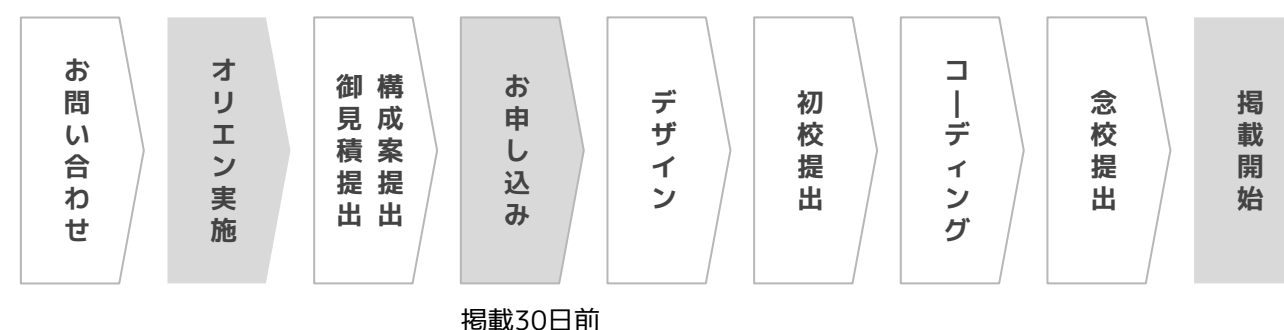 お問い合わせ
オリエン実施
構成案提出
御見積提出
お申し込み
デザイン
初校提出
コーディング
念校提出
掲載開始
掲載30日前